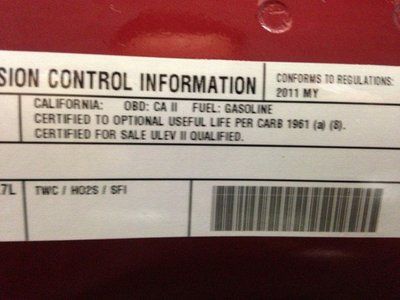 SION CONTROL INFORMATION
CONFORMS TO REGULATIONS:
2011 MY
CALIFORNIA: OBD: CA II FUEL: GASOLINE
CERTIFIED TO OPTIONAL USEFUL LIFE PER CARB 1961 (a) (8).
CERTIFIED FOR SALE ULEV II QUALIFIED.
.7L TWC / HO2S / SFI